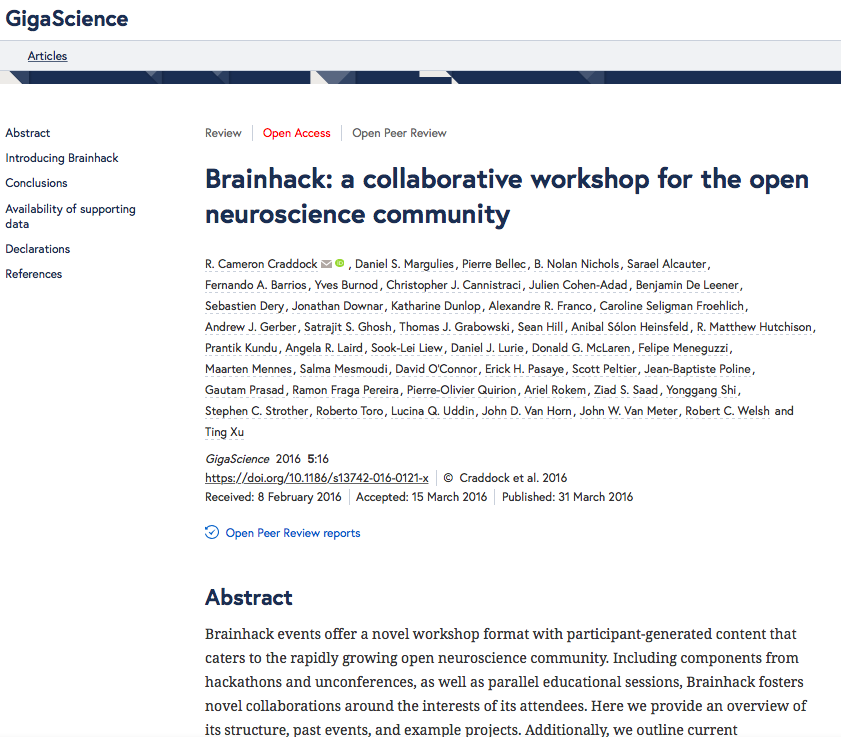 GigaScience
Articles
Abstract
Introducing Brainhack
Conclusions
Availability of supporting
data
Declarations
References
Review
Open Access
Open Peer Review
Brainhack: a collaborative workshop for the open
neuroscience community
R. Cameron Craddock , Daniel S. Margulies, Pierre Bellec, B. Nolan Nichols, Sarael Alcauter,
Fernando A. Barrios, Yves Burnod, Christopher J. Cannistraci, Julien Cohen-Adad, Benjamin De Leener,
Sebastien Dery, Jonathan Downar, Katharine Dunlop, Alexandre R. Franco, Caroline Seligman Froehlich,
Andrew J. Gerber, Satrajit S. Ghosh, Thomas J. Grabowski, Sean Hill, Anibal Sólon Heinsfeld, R. Matthew Hutchison,
Prantik Kundu, Angela R. Laird, Sook-Lei Liew, Daniel J. Lurie, Donald G. McLaren, Felipe Meneguzzi,
Maarten Mennes, Salma Mesmoudi, David O'Connor, Erick H. Pasaye, Scott Peltier, Jean-Baptiste Poline,
Gautam Prasad, Ramon Fraga Pereira, Pierre-Olivier Quirion, Ariel Rokem, Ziad S. Saad, Yonggang Shi,
Stephen C. Strother, Roberto Toro, Lucina Q. Uddin, John D. Van Horn, John W. Van Meter, Robert C. Welsh and
Ting Xu
GigaScience 2016 5:16
https://doi.org/10.1186/s13742-016-0121-x © Craddock et al. 2016
Received: 8 February 2016 Accepted: 15 March 2016 Published: 31 March 2016
Open Peer Review reports
Abstract
Brainhack events offer a novel workshop format with participant-generated content that
caters to the rapidly growing open neuroscience community. Including components from
hackathons and unconferences, as well as parallel educational sessions, Brainhack fosters
novel collaborations around the interests of its attendees. Here we provide an overview of
its structure, past events, and example projects. Additionally, we outline current